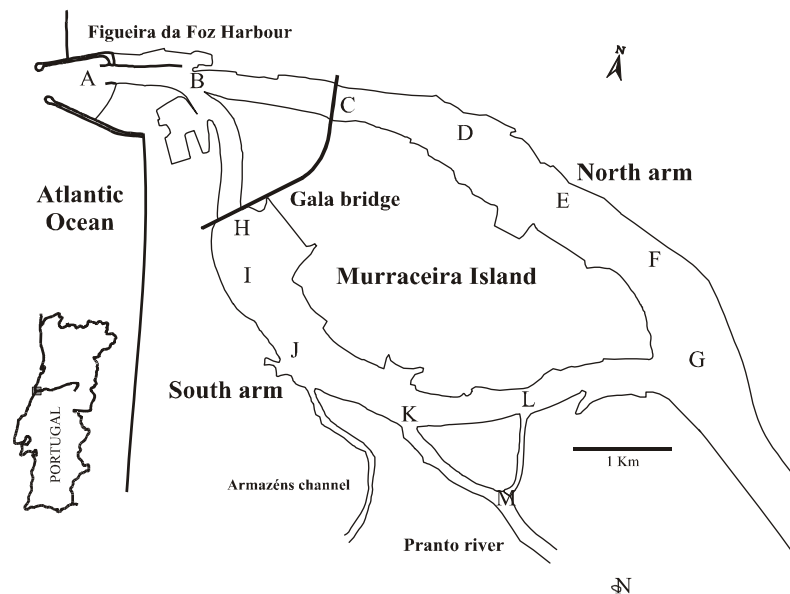 Figueira da Foz Harbour
N
A
B
C
D
North arm
E
Atlantic
Ocean
Gala bridge
H
F
I
Murraceira Island
J
G
South arm
K
L
PORTUGAL
1 Km
Armazéns channel
M
Pranto river
N